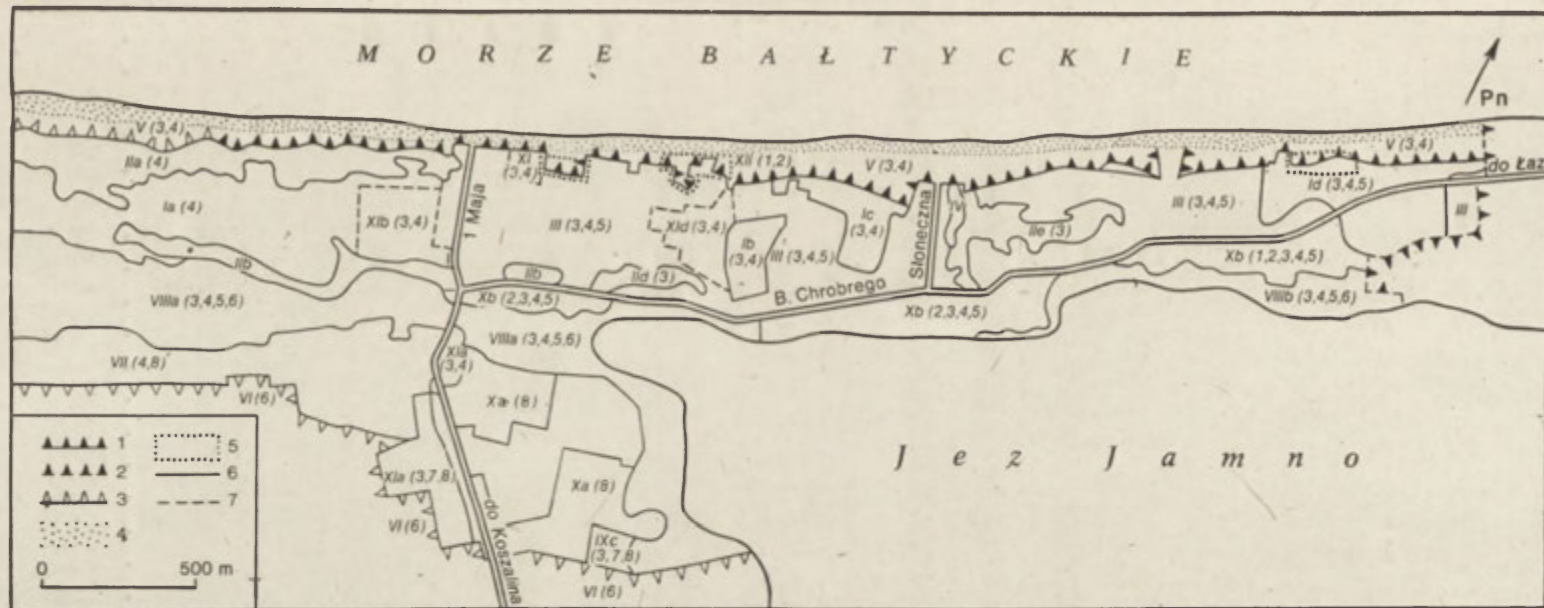 MORZE BAŁTYCKIE
Pn
V (3,4)
V (3,4)
V (3,4)
XI (3,4)
XII (1,2)
do Łaz
IIa (4)
Id (3,4,5)
Ia (4)
XIb (3,4)
1 Maja
III (3,4,5)
XId (3,4)
Ib (3,4)
III (3,4,5)
Ic (3,4)
Słoneczna
IV
IIe (3)
III (3,4,5)
III
IIb
IIb
IId (3)
Xb (1,2,3,4,5)
VIIIa (3,4,5,6)
Xb (2,3,4,5)
B. Chrobrego
Xb (2,3,4,5)
VIIIb (3,4,5,6)
VIIIa (3,4,5,6)
VII (4,8)
XIa (3,4)
VI (6)
Xa (8)
Jez Jamno
XIa (3,7,8)
Xa (8)
VI (6)
do Koszalina
IXc (3,7,8)
VI (6)
1
2
3
4
5
6
7
0 500 m